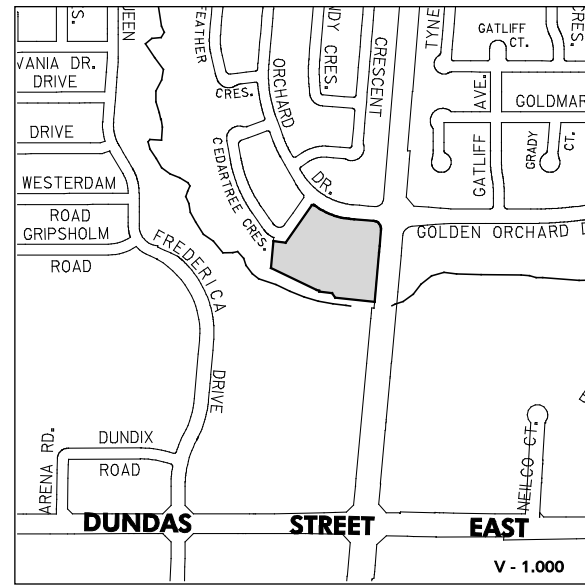 S.
UEEN
FEATHER
CRES.
ORCHARD
DR.
DY CRES.
CRESCENT
TYNE
GATLIFF
CT.
CRES.
AVE.
GATLIFF
GOLDMAR
GRADY
CT.
VANIA DR.
DRIVE
DRIVE
WESTERDAM
ROAD
GRIPSHOLM
ROAD
CEDARTREE CRES.
FREDERICA
DRIVE
GOLDEN ORCHARD D
DUNDIX
ROAD
ARENA RD.
NEILCO CT.
DUNDAS STREET EAST
V - 1.000